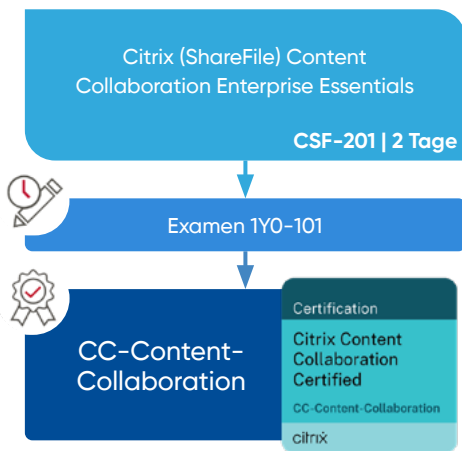 Citrix (ShareFile) Content
Collaboration Enterprise Essentials
CSF-201 | 2 Tage
Examen 1Y0-101
CC-Content-
Collaboration
Certification
Citrix Content
Collaboration
Certified
CC-Content-Collaboration
citrix